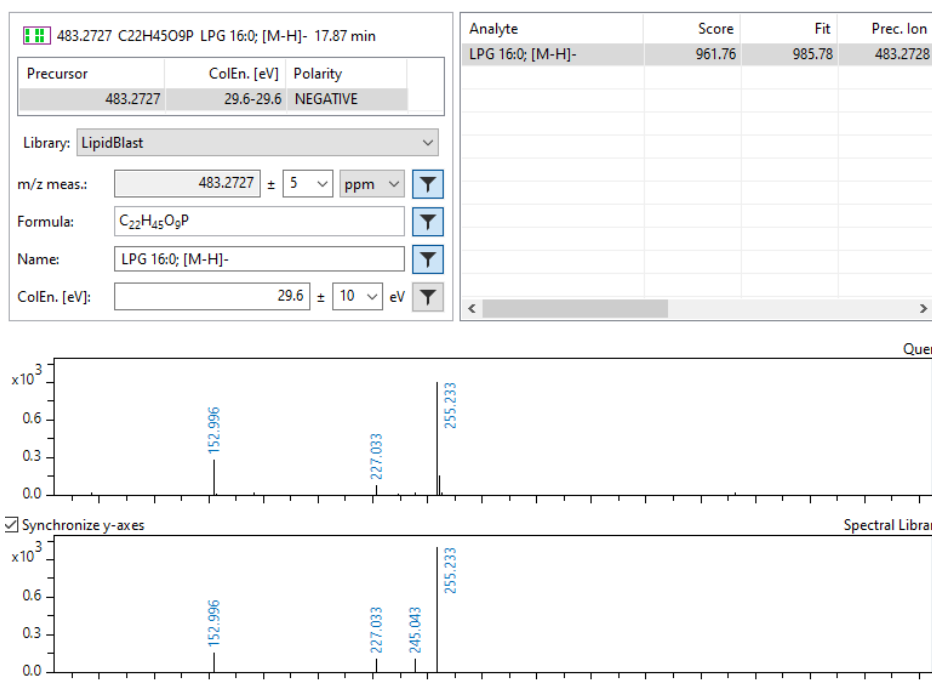 483.2727 C22H45O9P LPG 16:0; [M-H]- 17.87 min
Precursor ColEn. [eV] Polarity
483.2727 29.6-29.6 NEGATIVE
Library: LipidBlast
m/z meas.: 483.2727 ± 5 ppm
Formula: C₂₂H₄₅O₉P
Name: LPG 16:0; [M-H]-
ColEn. [eV]: 29.6 ± 10 eV
Analyte Score Fit Prec. Ion
LPG 16:0; [M-H]- 961.76 985.78 483.2728
Quer
x10³
0.6
0.3
0.0
152.996
227.033
255.233
Synchronize y-axes
Spectral Librar
x10³
0.6
0.3
0.0
152.996
227.033
245.043
255.233